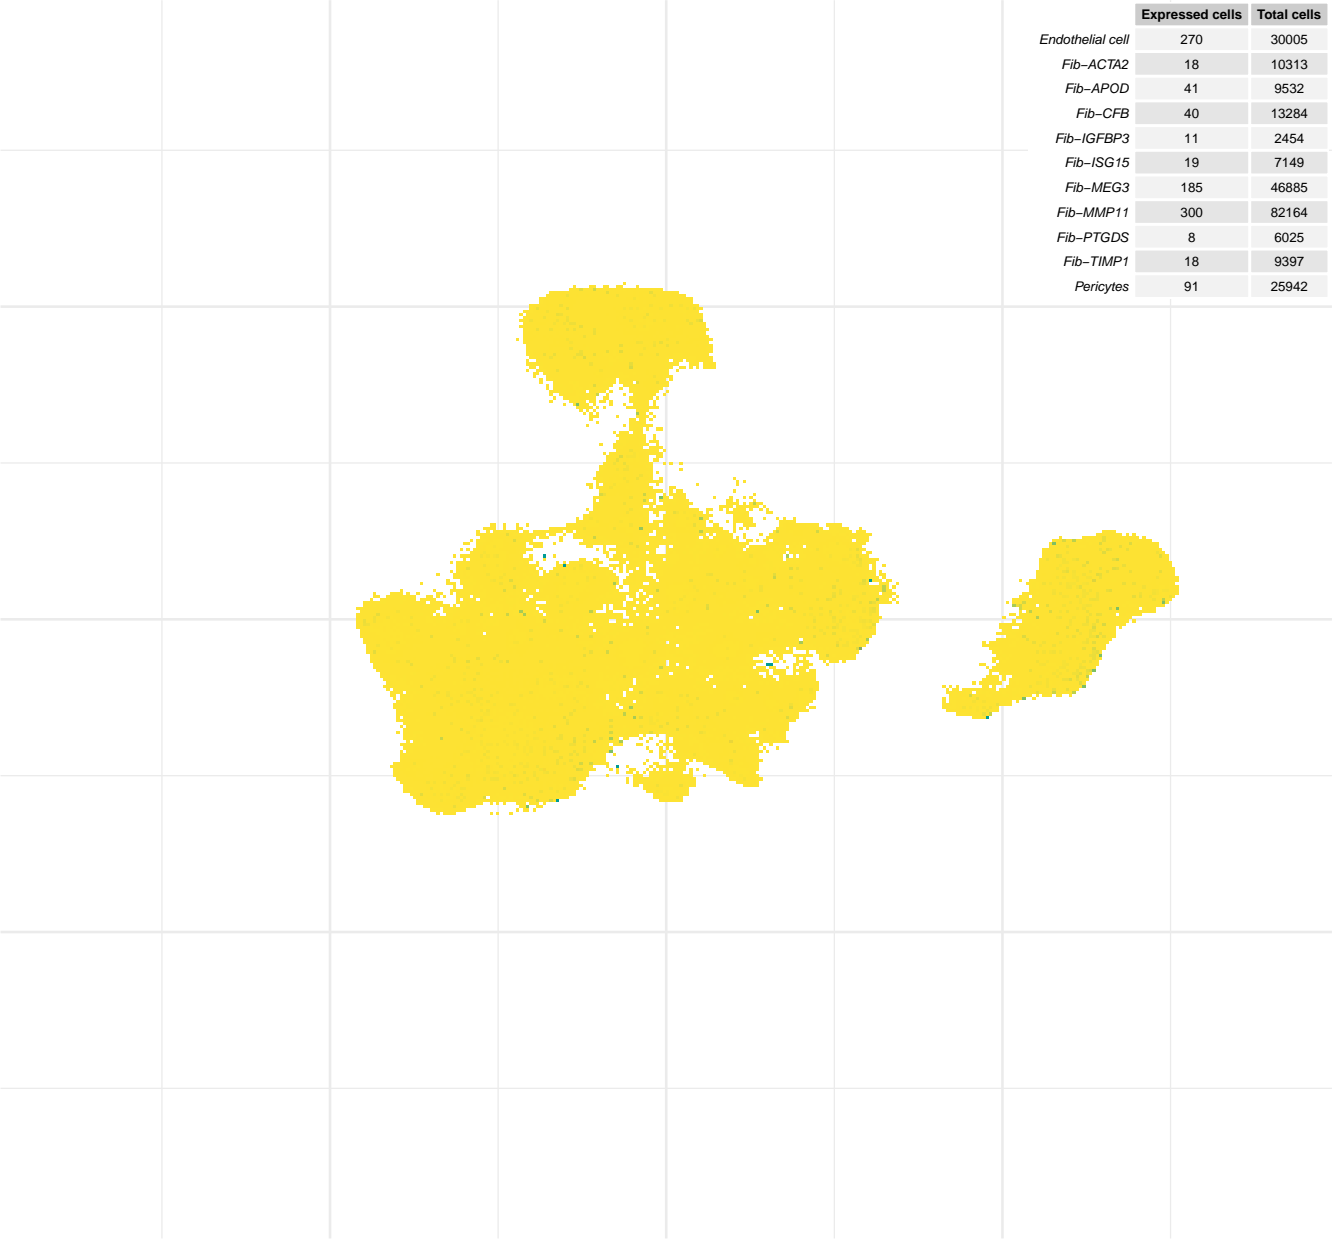 Expressed cells Total cells
Endothelial cell 270 30005
Fib−ACTA2 18 10313
Fib−APOD 41 9532
Fib−CFB 40 13284
Fib−IGFBP3 11 2454
Fib−ISG15 19 7149
Fib−MEG3 185 46885
Fib−MMP11 300 82164
Fib−PTGDS 8 6025
Fib−TIMP1 18 9397
Pericytes 91 25942